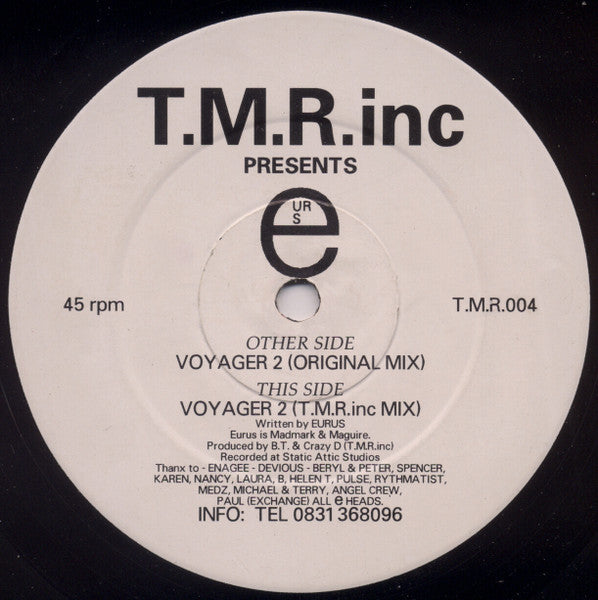 T.M.R.inc
PRESENTS
e
UR
S
45 rpm
T.M.R.004
OTHER SIDE
VOYAGER 2 (ORIGINAL MIX)
THIS SIDE
VOYAGER 2 (T.M.R.inc MIX)
Written by EURUS
Eurus is Madmark & Maguire.
Produced by B.T. & Crazy D (T.M.R.inc)
Recorded at Static Attic Studios
Thanx to - ENAGEE - DEVIOUS - BERYL & PETER, SPENCER,
KAREN, NANCY, LAURA, B, HELEN T, PULSE, RYTHMATIST,
MEDZ, MICHAEL & TERRY, ANGEL CREW,
PAUL (EXCHANGE) ALL e HEADS.
INFO: TEL 0831 368096